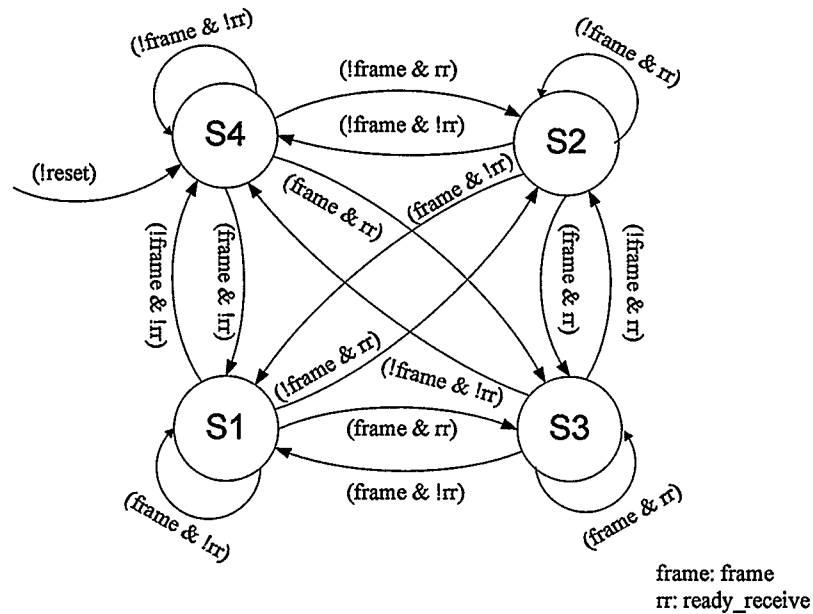 (!frame & !rr)
(!frame & rr)
(!frame & rr)
S4
(!frame & !rr)
S2
(!reset)
(frame & rr)
(frame & !rr)
(!frame & !rr)
(frame & !rr)
(frame & rr)
(!frame & rr)
(!frame & rr)
(!frame & !rr)
S1
(frame & rr)
S3
(frame & !rr)
(frame & !rr)
(frame & rr)
frame: frame
rr: ready_receive